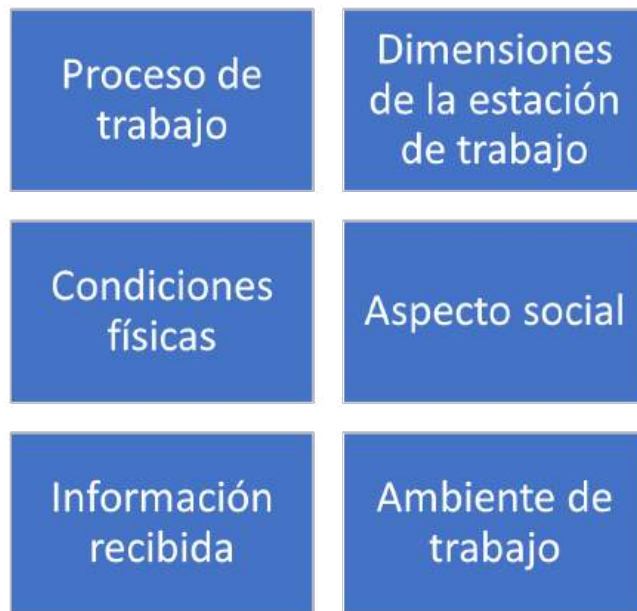 Proceso de
trabajo
Dimensiones
de la estación
de trabajo
Condiciones
físicas
Aspecto social
Información
recibida
Ambiente de
trabajo